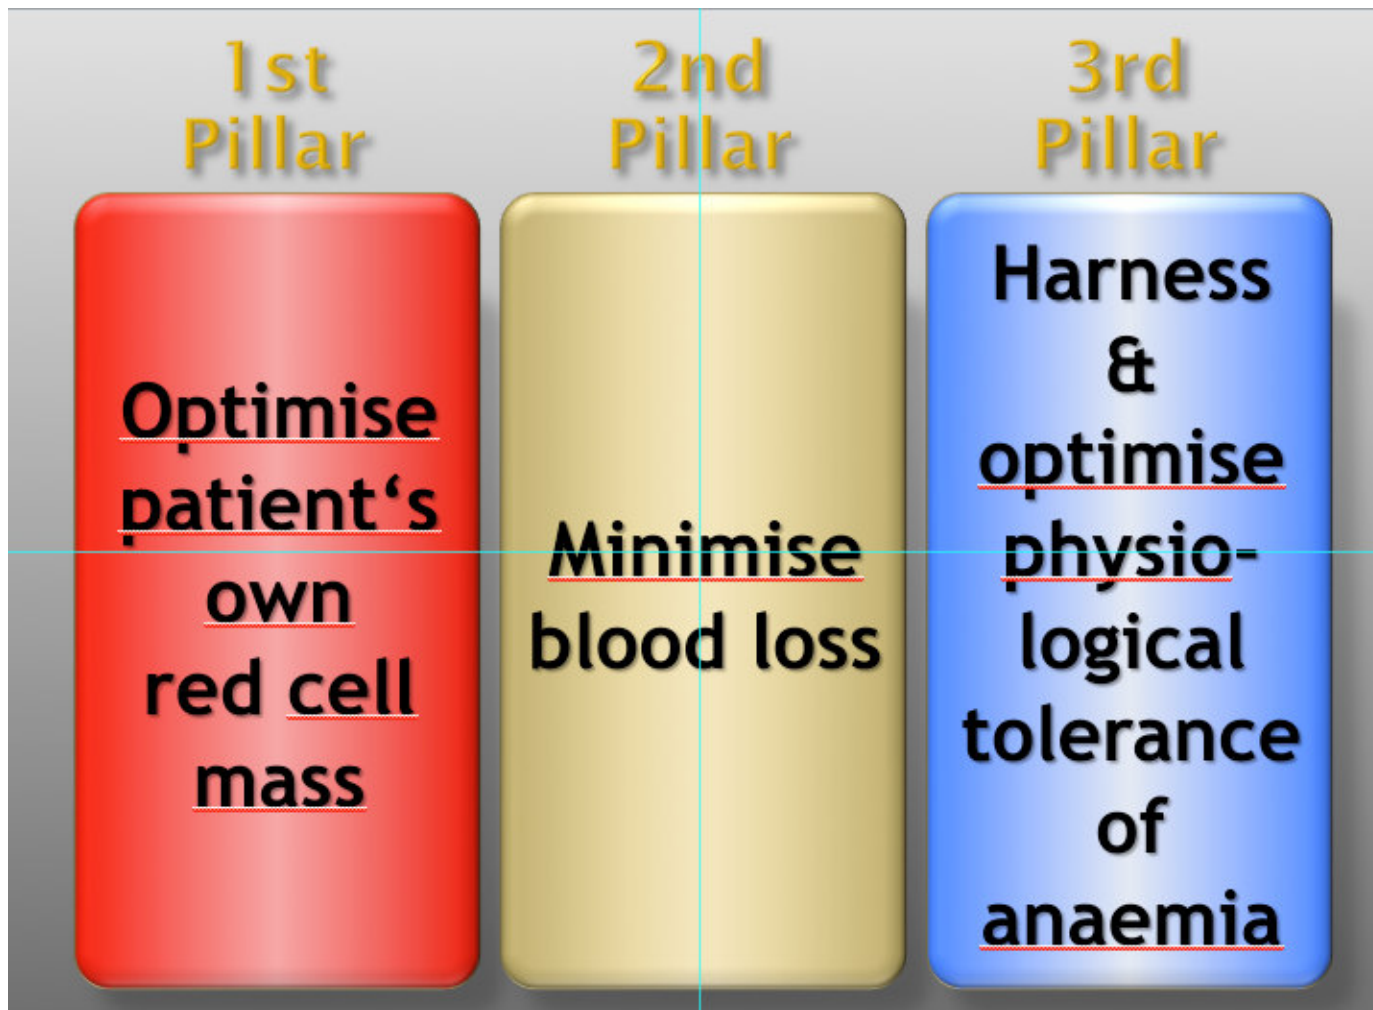 1st
Pillar
Optimise
patient‘s
own
red cell
mass
2nd
Pillar
Minimise
blood loss
3rd
Pillar
Harness
&
optimise
physio-
logical
tolerance
of
anaemia